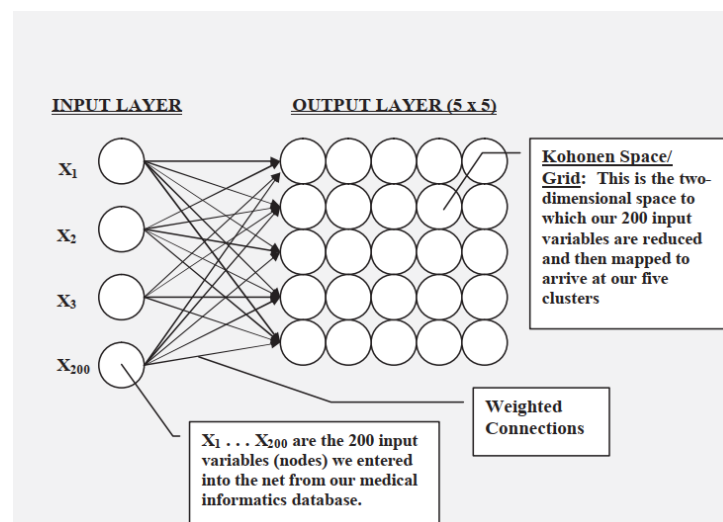 INPUT LAYER
OUTPUT LAYER (5 x 5)
X1
X2
X3
X200
Kohonen Space/
Grid: This is the two-
dimensional space to
which our 200 input
variables are reduced
and then mapped to
arrive at our five
clusters
Weighted
Connections
X1 . . . X200 are the 200 input
variables (nodes) we entered
into the net from our medical
informatics database.